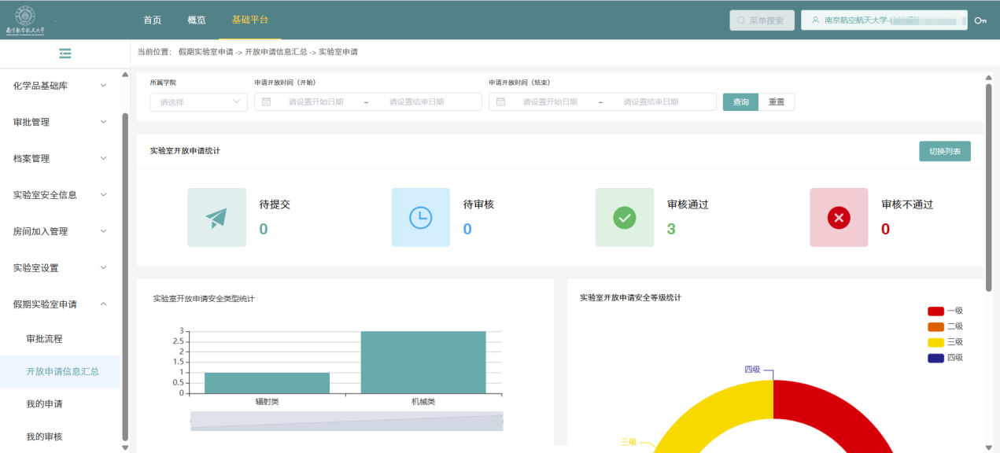 南京航空航天大学
首页
概览
基础平台
菜单搜索
南京航空航天大学-
当前位置： 假期实验室申请 -> 开放申请信息汇总 -> 实验室申请
化学品基础库
审批管理
档案管理
实验室安全信息
房间加入管理
实验室设置
假期实验室申请
审批流程
开放申请信息汇总
我的申请
我的审核
所属学院
请选择
申请开放时间（开始）
请设置开始日期 ~ 请设置结束日期
申请开放时间（结束）
请设置开始日期 ~ 请设置结束日期
查询
重置
实验室开放申请统计
切换列表
待提交
0
待审核
0
审核通过
3
审核不通过
0
实验室开放申请安全类型统计
3
2.5
2
1.5
1
0.5
0
辐射类
机械类
实验室开放申请安全等级统计
一级
二级
三级
四级
四级
三级